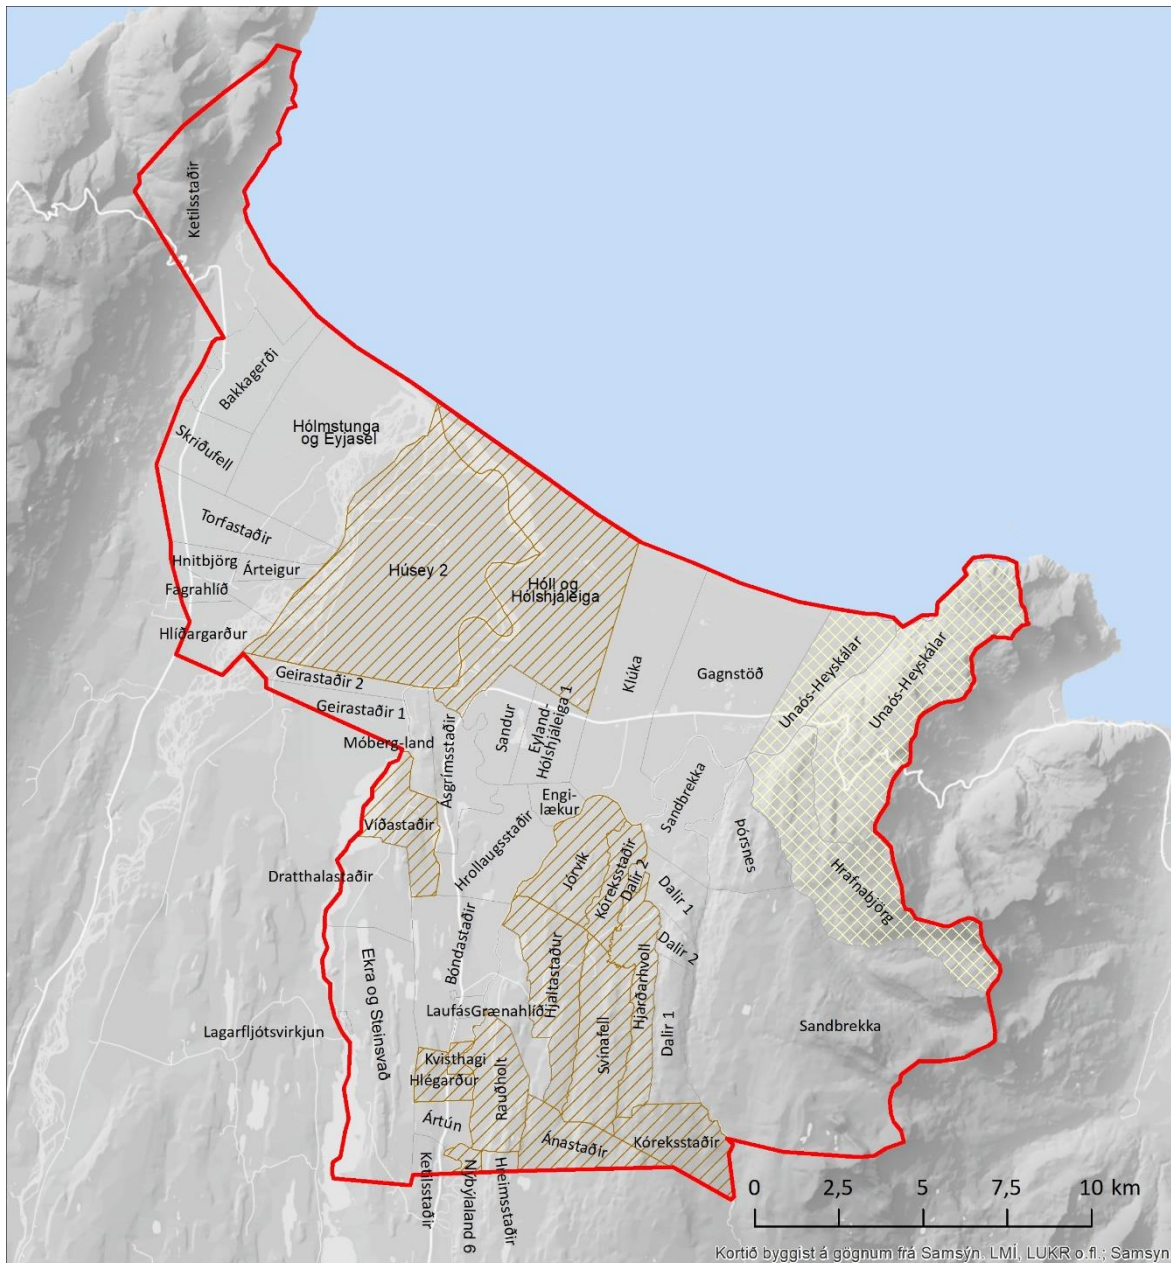 Ketilsstaðir
Bakkagerði
Hólmstunga
og Eyjasel
Skriðufell
Torfastaðir
Hnitbjörg
Árteigur
Húsey 2
Hóll og
Hólshjáleiga
Fagrahlíð
Hlíðargarður
Geirastaðir 2
Geirastaðir 1
Klúka
Gagnstöð
Unaós-Heyskálar
Unaós-Heyskálar
Móberg-land
Ásgrímsstaðir
Sandur
Eyland-
Hólshjáleiga 1
Engi-
lækur
Sandbrekka
Þórsnes
Víðastaðir
Hrollaugsstaðir
Jórvík
Kóreksstaðir
Dalir 2
Dalir 1
Dratthalastaðir
Hrafnabjörg
Bóndastaðir
Dalir 2
Ekra og Steinsvað
Hjaltastaður
Hjarðarhvoll
Laufás
Grænahlíð
Svínafell
Dalir 1
Sandbrekka
Lagarfljótsvirkjun
Kvisthagi
Hlégarður
Rauðholt
Ártún
Ánastaðir
Kóreksstaðir
Ketilsstaðir
Nýbýlaland 6
Hreimsstaðir
0 2,5 5 7,5 10 km
Kortið byggist á gögnum frá Samsýn, LMÍ, LUKR o.fl.; Samsyn